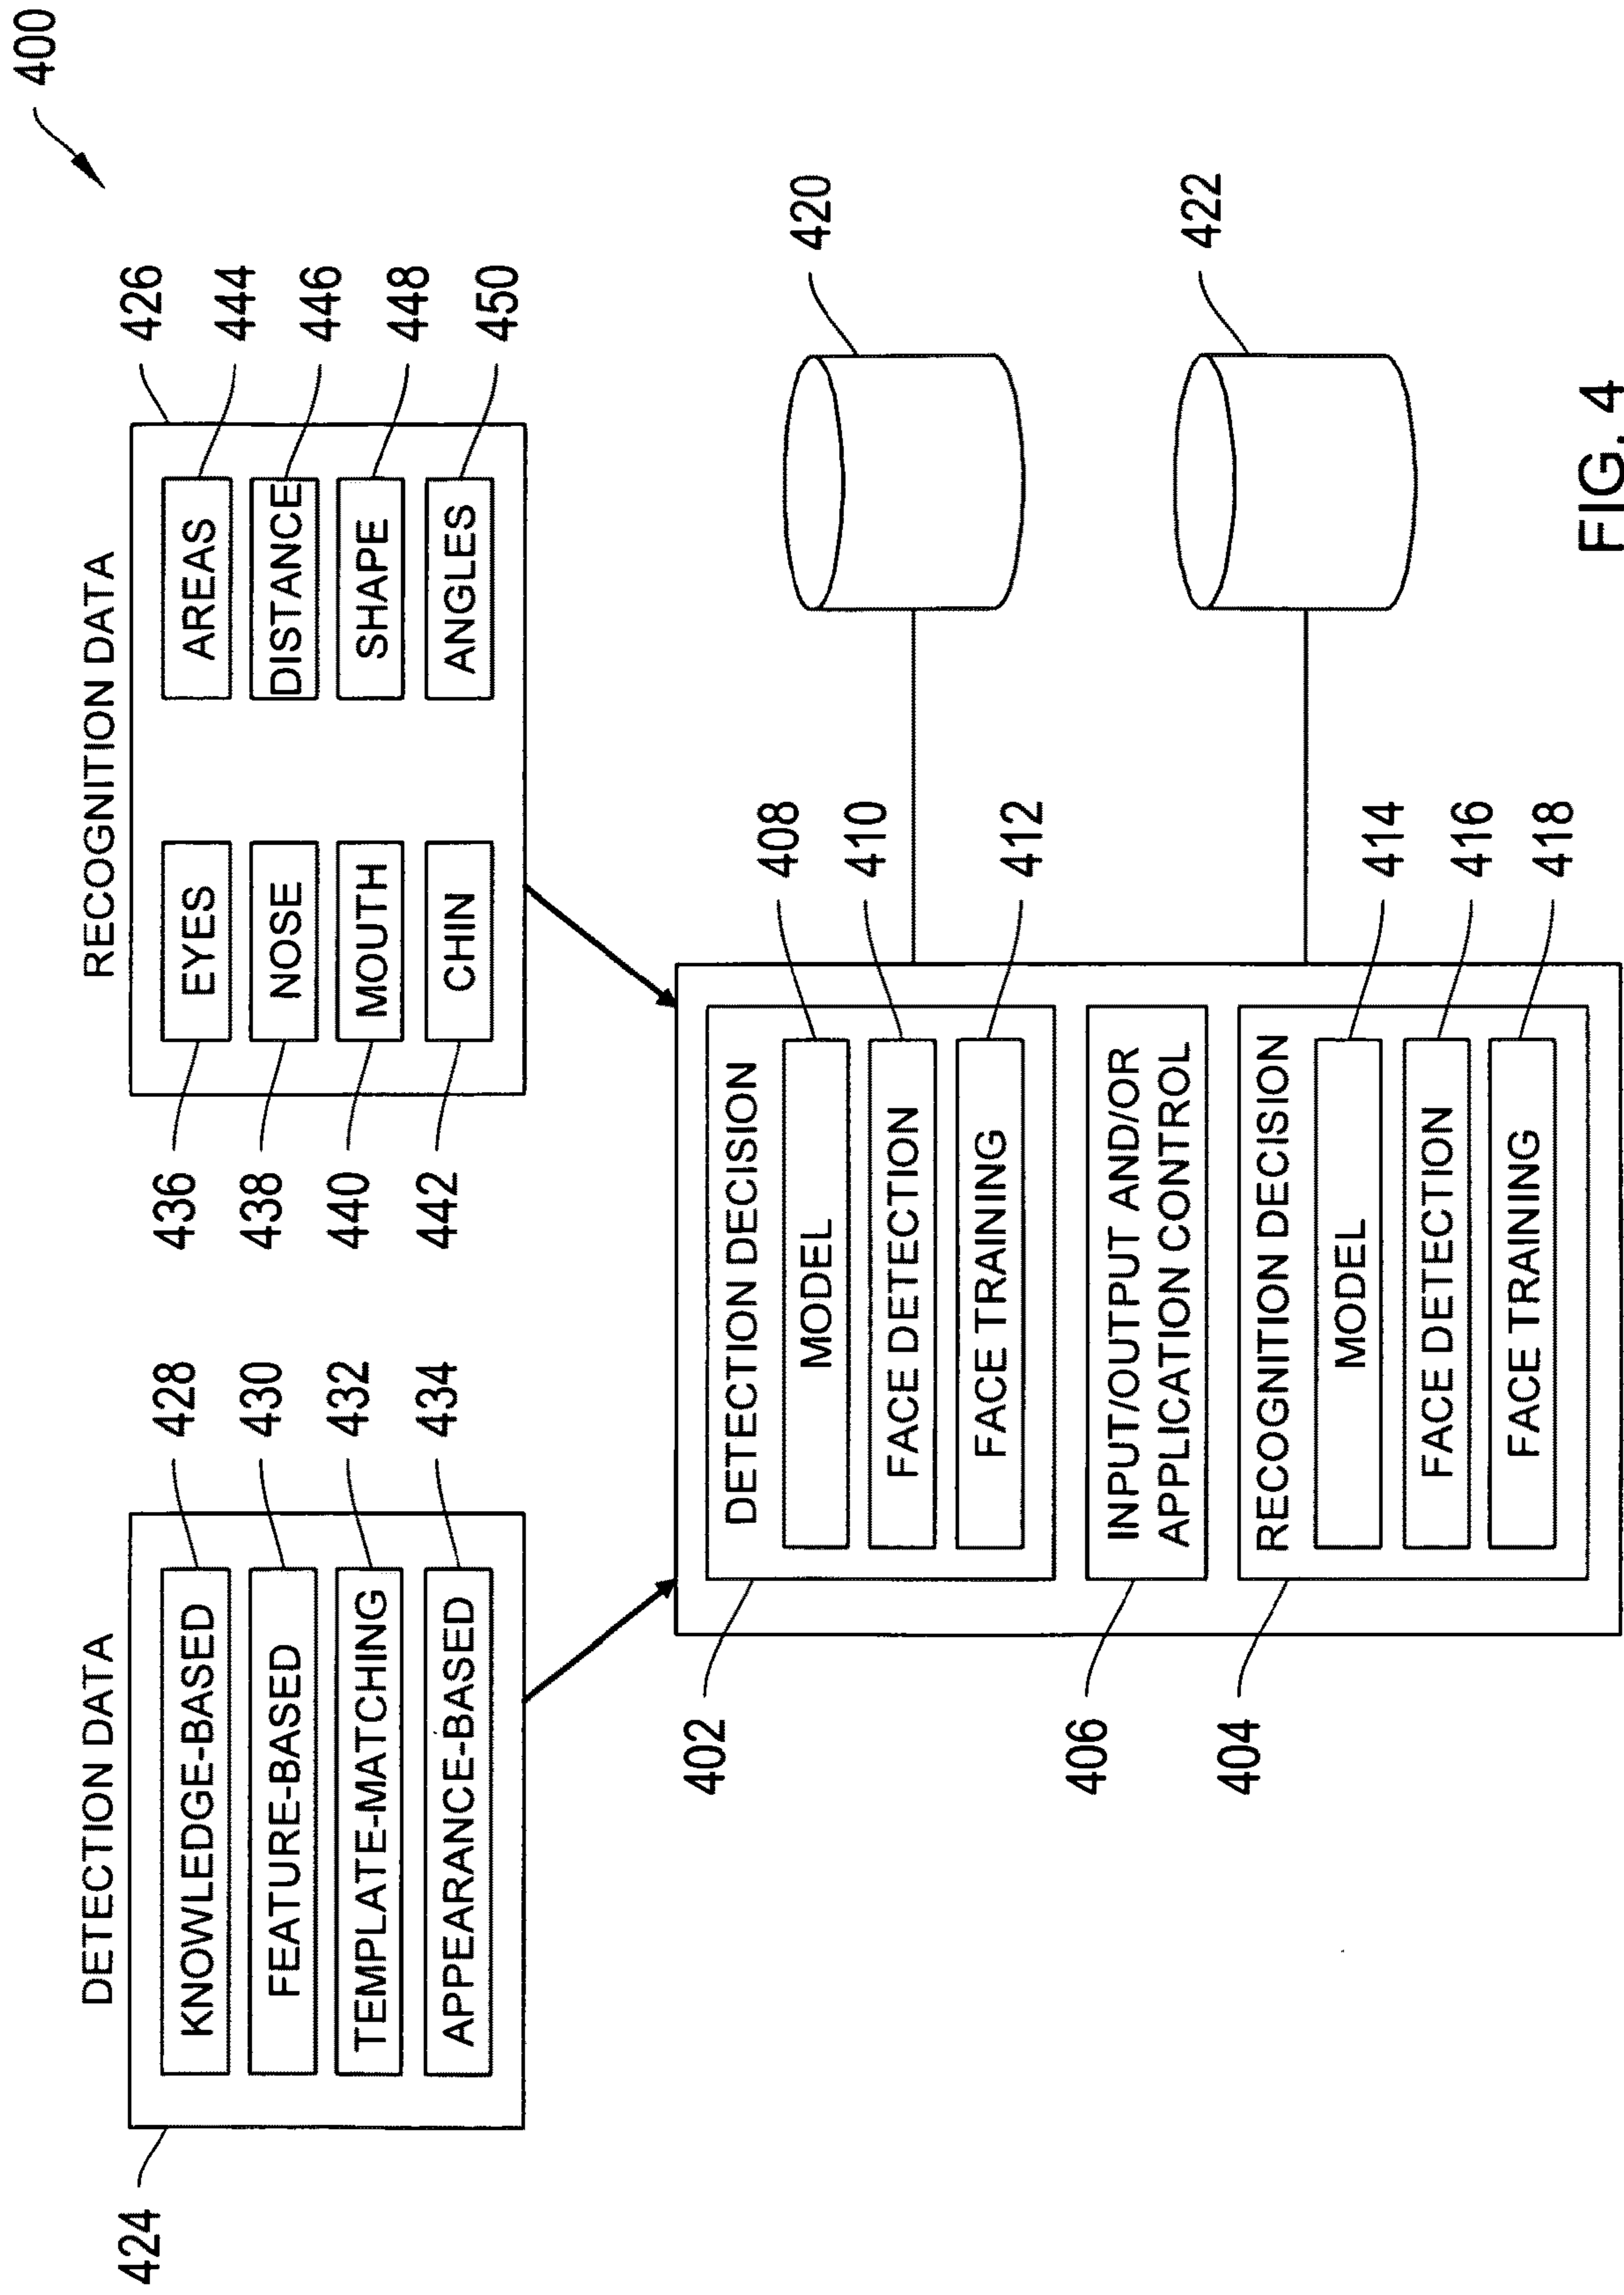 400
DETECTION DATA
424
KNOWLEDGE-BASED
428
FEATURE-BASED
430
TEMPLATE-MATCHING
432
APPEARANCE-BASED
434
RECOGNITION DATA
426
436
EYES
AREAS
444
438
NOSE
DISTANCE
446
440
MOUTH
SHAPE
448
442
CHIN
ANGLES
450
402
DETECTION DECISION
MODEL
408
FACE DETECTION
410
FACE TRAINING
412
406
INPUT/OUTPUT AND/OR
APPLICATION CONTROL
404
RECOGNITION DECISION
MODEL
414
FACE DETECTION
416
FACE TRAINING
418
420
422
FIG. 4